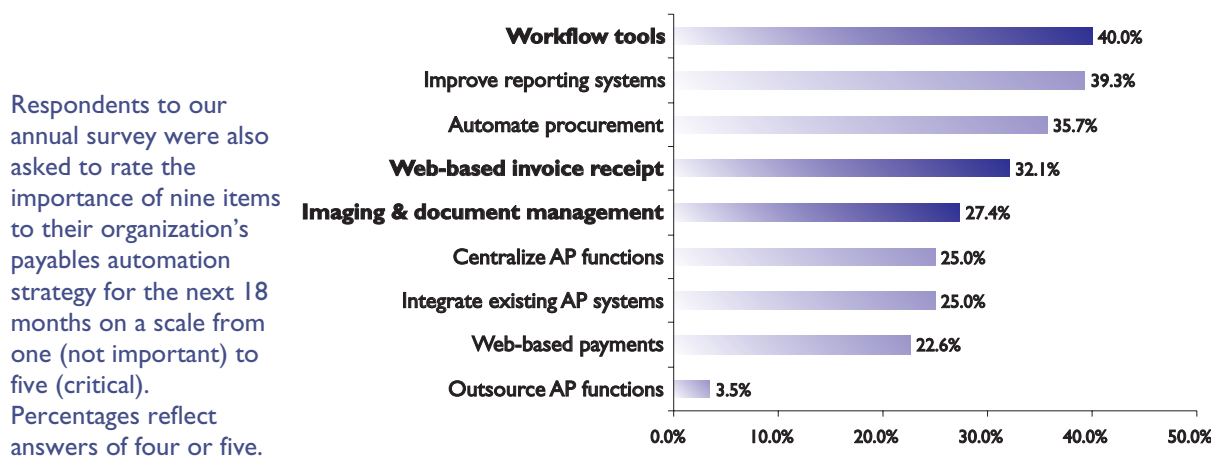 Respondents to our
annual survey were also
asked to rate the
importance of nine items
to their organization's
payables automation
strategy for the next 18
months on a scale from
one (not important) to
five (critical).
Percentages reflect
answers of four or five.
Workflow tools 40.0%
Improve reporting systems 39.3%
Automate procurement 35.7%
Web-based invoice receipt 32.1%
Imaging & document management 27.4%
Centralize AP functions 25.0%
Integrate existing AP systems 25.0%
Web-based payments 22.6%
Outsource AP functions 3.5%
0.0% 10.0% 20.0% 30.0% 40.0% 50.0%